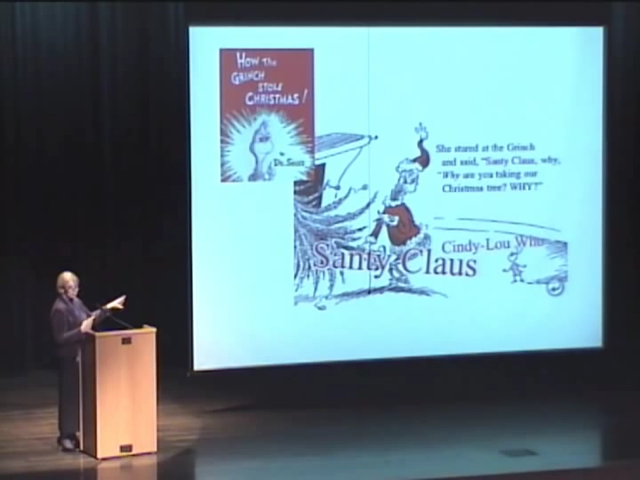 How the
GRINCH
STOLE
CHRISTMAS!
by
Dr. Seuss
She stared at the Grinch
and said, "Santy Claus, why,
"Why are you taking our
Christmas tree? WHY?"
Cindy-Lou Who
Santy Claus